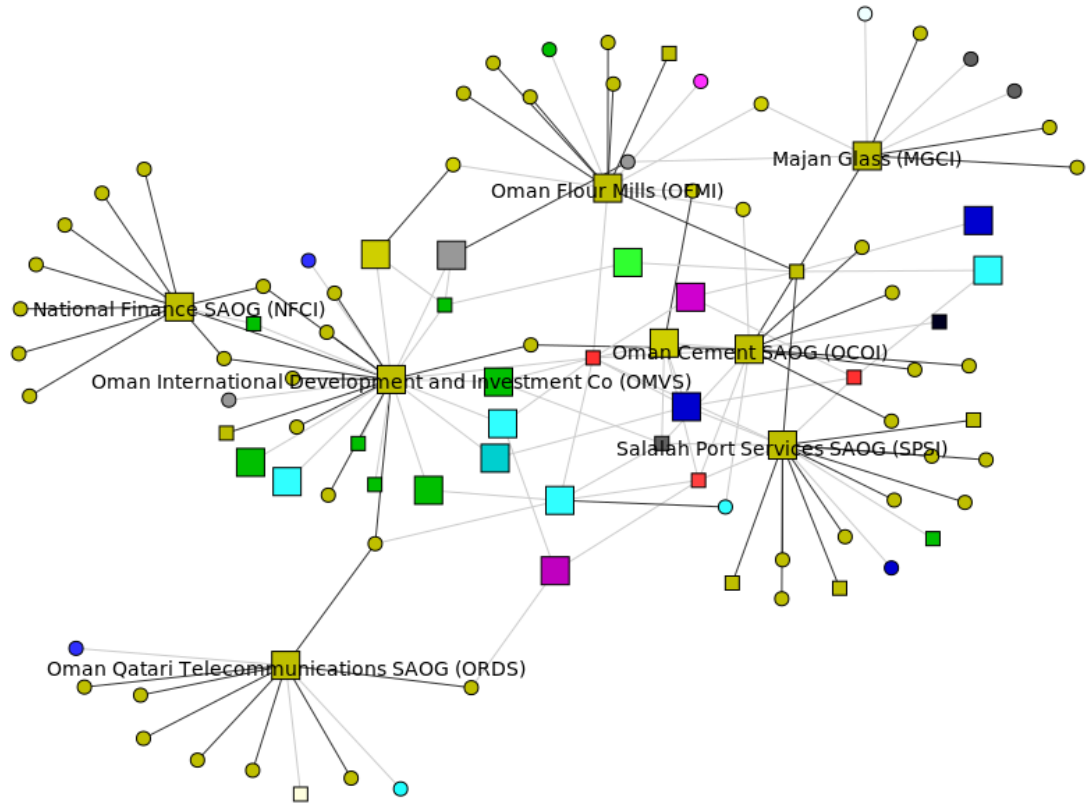 Majan Glass (MGCI)
Oman Flour Mills (OFMI)
National Finance SAOG (NFCI)
Oman Cement SAOG (OCOI)
Oman International Development and Investment Co (OMVS)
Salalah Port Services SAOG (SPSI)
Oman Qatari Telecommunications SAOG (ORDS)